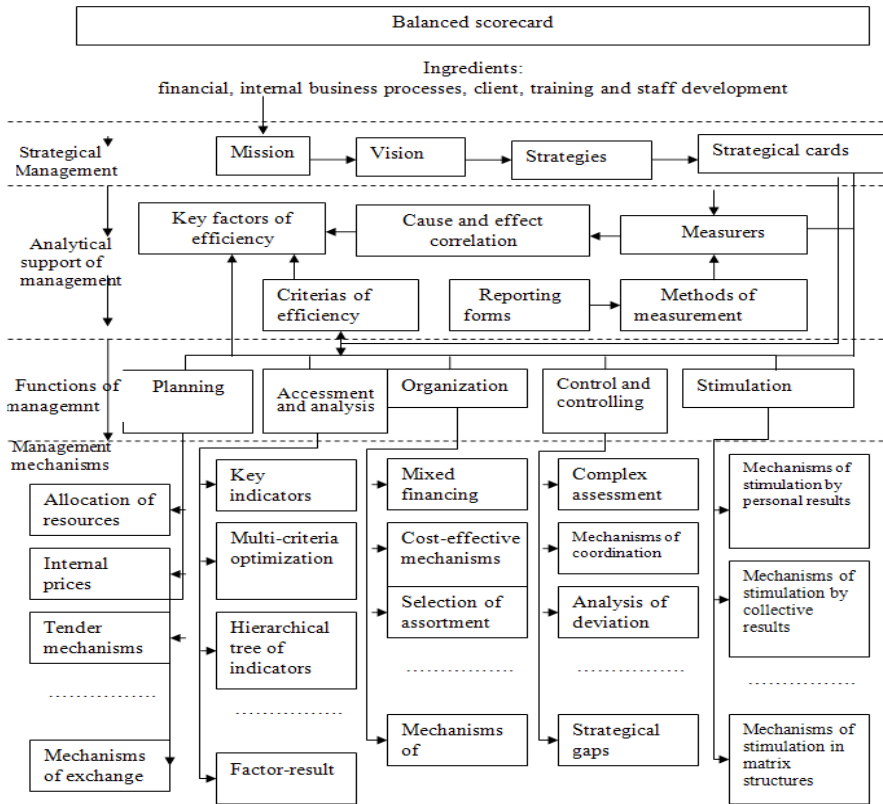 Balanced scorecard
Ingredients:
financial, internal business processes, client, training and staff development
Strategical
Management
Mission
Vision
Strategies
Strategical cards
Analytical
support of
management
Key factors of
efficiency
Cause and effect
correlation
Measurers
Criterias of
efficiency
Reporting
forms
Methods of
measurement
Functions of
managemnt
Planning
Accessment
and analysis
Organization
Control and
controlling
Stimulation
Management
mechanisms
Allocation of
resources
Internal
prices
Tender
mechanisms
....................
Mechanisms
of exchange
Key
indicators
Multi-criteria
optimization
Hierarchical
tree of
indicators
....................
Factor-result
Mixed
financing
Cost-effective
mechanisms
Selection of
assortment
....................
Mechanisms
of
Complex
assessment
Mechanisms of
coordination
Analysis of
deviation
....................
Strategical
gaps
Mechanisms of
stimulation by
personal results
Mechanisms of
stimulation by
collective
results
....................
Mechanisms of
stimulation in
matrix
structures